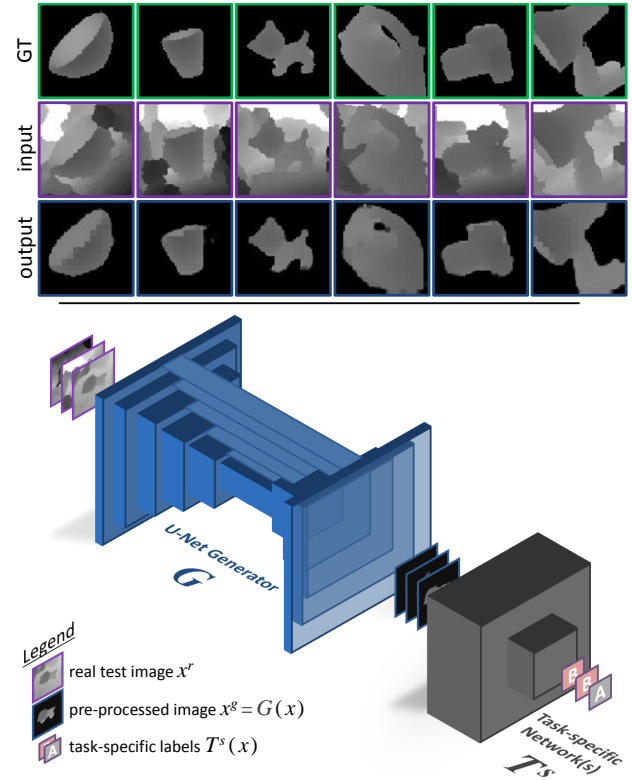 GT
input
output
U-Net Generator
G
Legend
real test image x^r
pre-processed image x^g = G(x)
A
task-specific labels T^s(x)
B
B
A
Task-specific
Network(s)
T^s